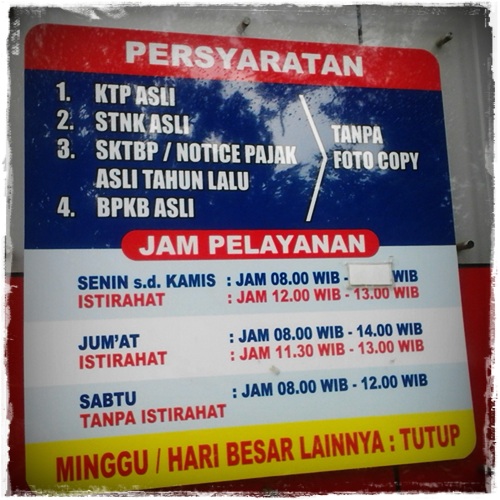 PERSYARATAN
1. KTP ASLI
2. STNK ASLI
3. SKTBP / NOTICE PAJAK
ASLI TAHUN LALU
4. BPKB ASLI
TANPA
FOTO COPY
JAM PELAYANAN
SENIN s.d. KAMIS : JAM 08.00 WIB - WIB
ISTIRAHAT : JAM 12.00 WIB - 13.00 WIB
JUM'AT : JAM 08.00 WIB - 14.00 WIB
ISTIRAHAT : JAM 11.30 WIB - 13.00 WIB
SABTU : JAM 08.00 WIB - 12.00 WIB
TANPA ISTIRAHAT
MINGGU / HARI BESAR LAINNYA : TUTUP